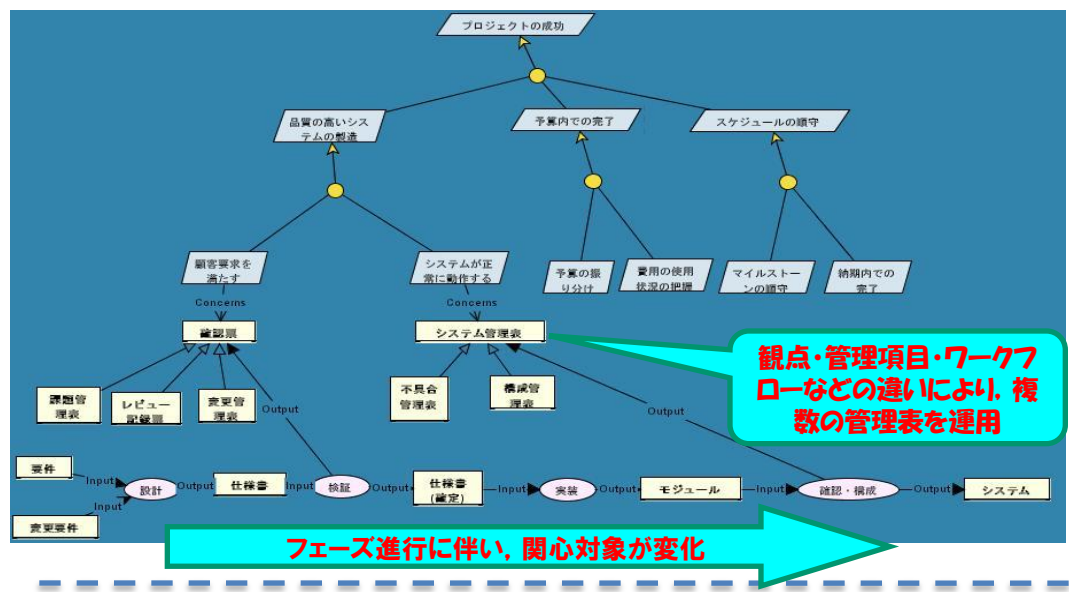 プロジェクトの成功
品質の高いシス
テムの製造
予算内での完了
スケジュールの順守
顧客要求を
満たす
システムが正
常に動作する
予算の振
り分け
費用の使用
状況の把握
マイルストー
ンの順守
納期内での
完了
Concerns
Concerns
確認票
システム管理表
観点・管理項目・ワークフ
ローなどの違いにより, 複
数の管理表を運用
課題管
理表
レビュー
記録票
変更管
理表
不具合
管理表
構成管
理表
Output
Output
要件
Input
設計
Output
仕様書
Input
検証
Output
仕様書
(確定)
Input
実装
Output
モジュール
Input
確認・構成
Output
システム
Input
変更要件
フェーズ進行に伴い, 関心対象が変化